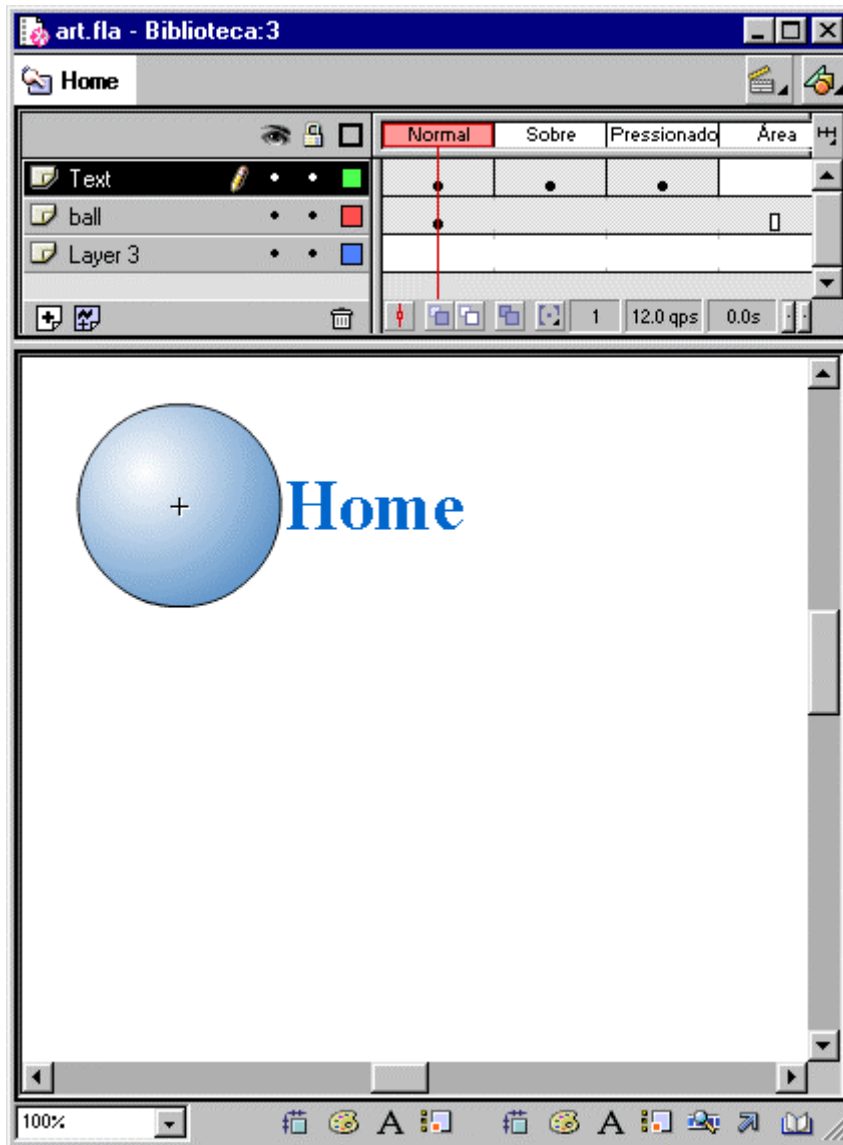 art.fla - Biblioteca:3
Home
Normal Sobre Pressionado Área
Text
ball
Layer 3
1 12.0 qps 0.0s
Home
100%
A A